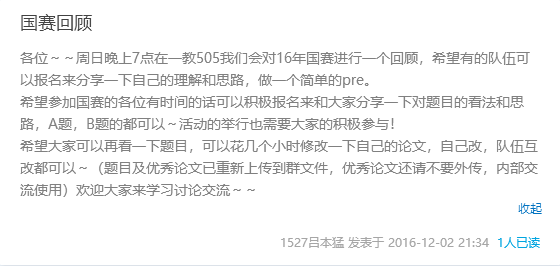 国赛回顾
各位～～周日晚上7点在一教505我们会对16年国赛进行一个回顾，希望有的队伍可
以报名来分享一下自己的理解和思路，做一个简单的pre。
希望参加国赛的各位有时间的话可以积极报名来和大家分享一下对题目的看法和思
路，A题，B题的都可以～活动的举行也需要大家的积极参与！
希望大家可以再看一下题目，可以花几个小时修改一下自己的论文，自己改，队伍互
改都可以～（题目及优秀论文已重新上传到群文件，优秀论文还请不要外传，内部交
流使用）欢迎大家来学习讨论交流～～
收起
1527吕本猛 发表于 2016-12-02 21:34 1人已读